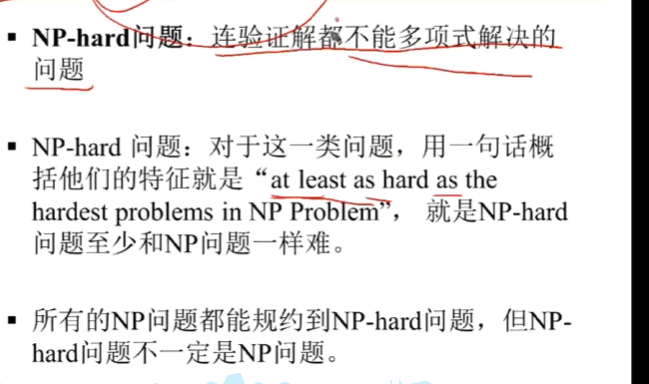 ▪ NP-hard问题：连验证解都不能多项式解决的
问题
▪ NP-hard 问题：对于这一类问题，用一句话概
括他们的特征就是“at least as hard as the
hardest problems in NP Problem”， 就是NP-hard
问题至少和NP问题一样难。
▪ 所有的NP问题都能规约到NP-hard问题，但NP-
hard问题不一定是NP问题。